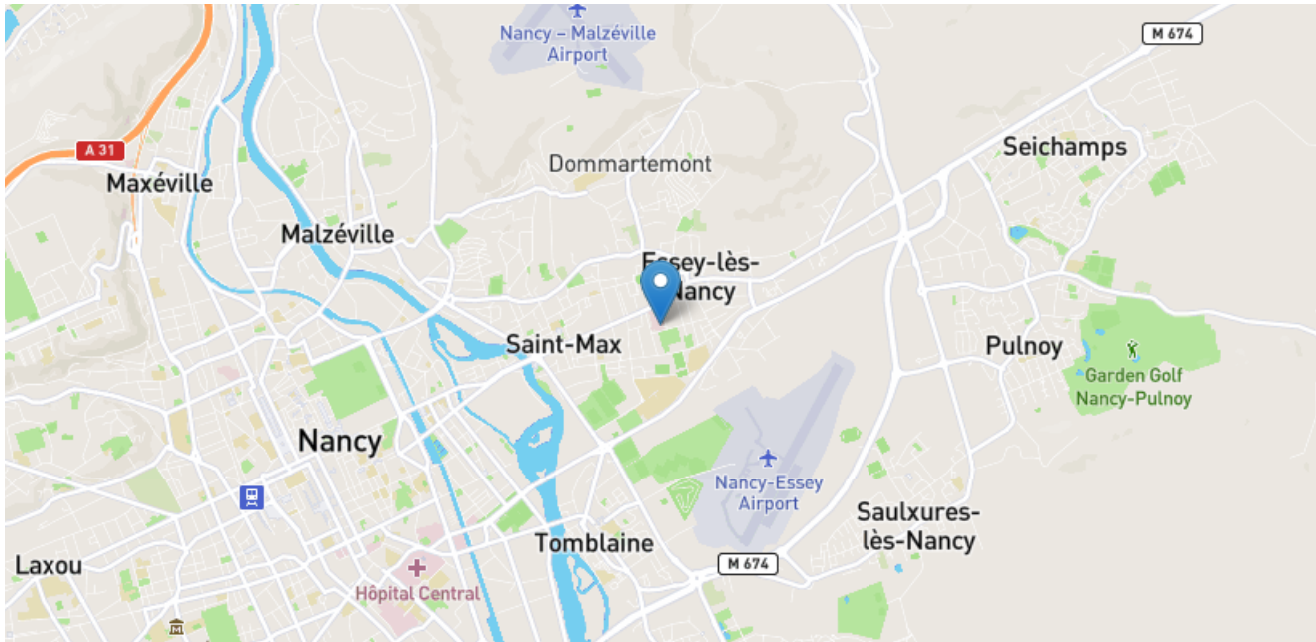 Nancy – Malzéville
Airport
M 674
A 31
Seichamps
Dommartemont
Maxéville
Malzéville
Essey-lès-
Nancy
Saint-Max
Pulnoy
Garden Golf
Nancy-Pulnoy
Nancy
Nancy-Essey
Airport
Saulxures-
lès-Nancy
Tomblaine
M 674
Laxou
Hôpital Central